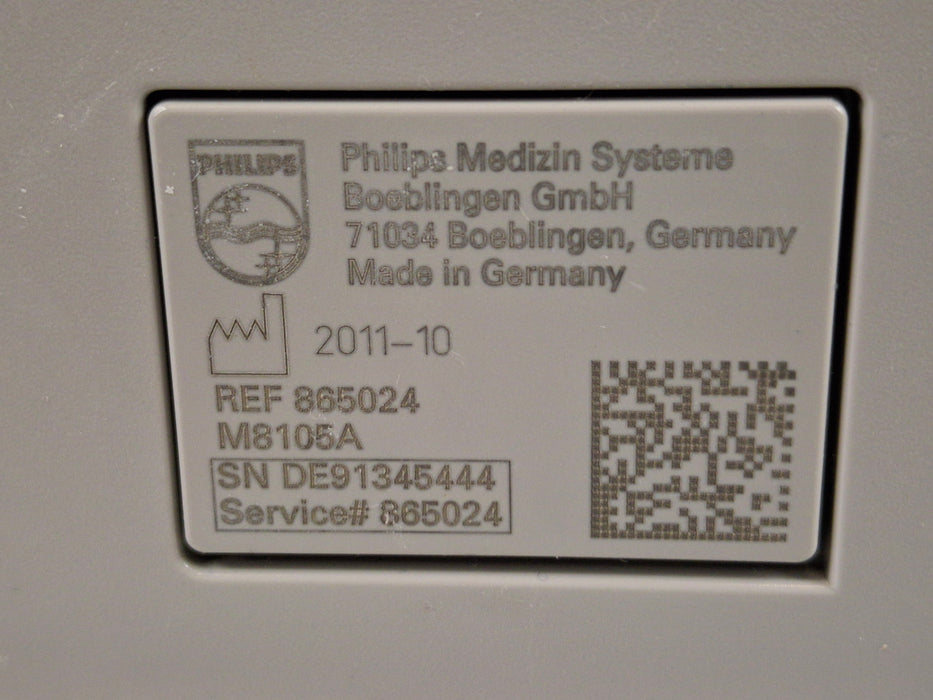 PHILIPS
Philips Medizin Systeme
Boeblingen GmbH
71034 Boeblingen, Germany
Made in Germany
2011-10
REF 865024
M8105A
SN DE91345444
Service# 865024